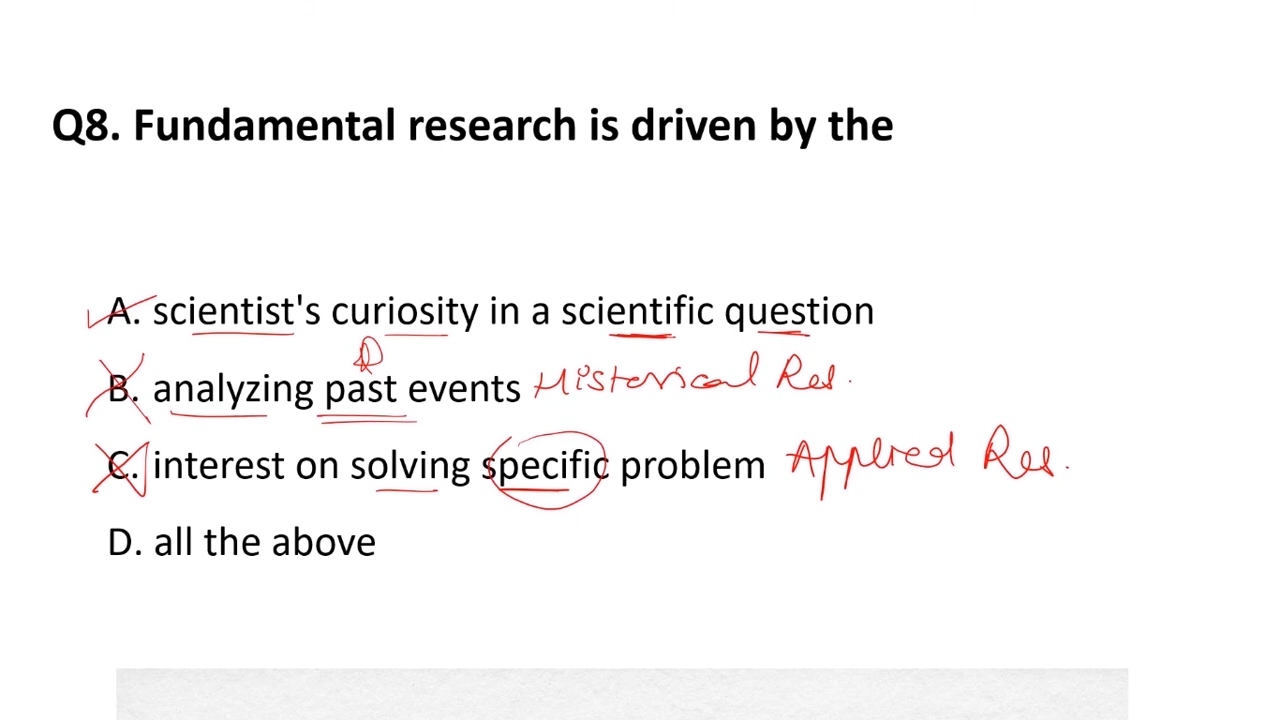 Q8. Fundamental research is driven by the
A. scientist's curiosity in a scientific question
B. analyzing past events Historical Res.
C. interest on solving specific problem Applied Res.
D. all the above